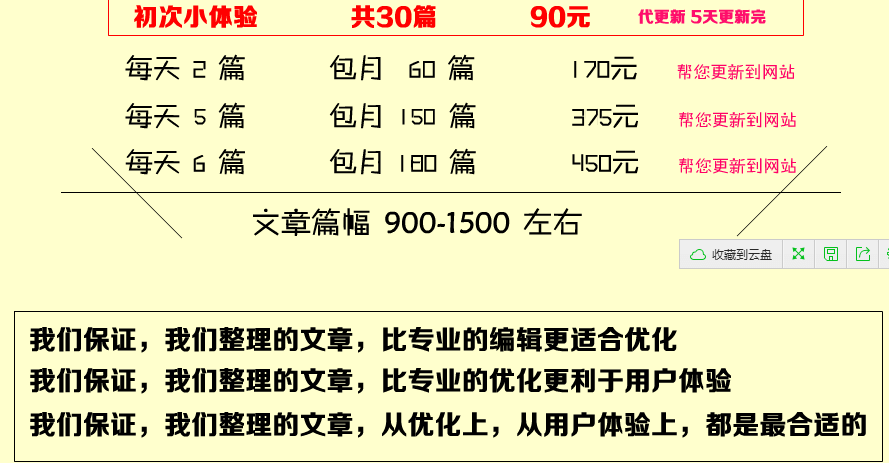 初次小体验 共30篇 90元 代更新 5天更新完
每天 2 篇 包月 60 篇 170元 帮您更新到网站
每天 5 篇 包月 150 篇 375元 帮您更新到网站
每天 6 篇 包月 180 篇 450元 帮您更新到网站
文章篇幅 900-1500 左右
收藏到云盘
我们保证，我们整理的文章，比专业的编辑更适合优化
我们保证，我们整理的文章，比专业的优化更利于用户体验
我们保证，我们整理的文章，从优化上，从用户体验上，都是最合适的